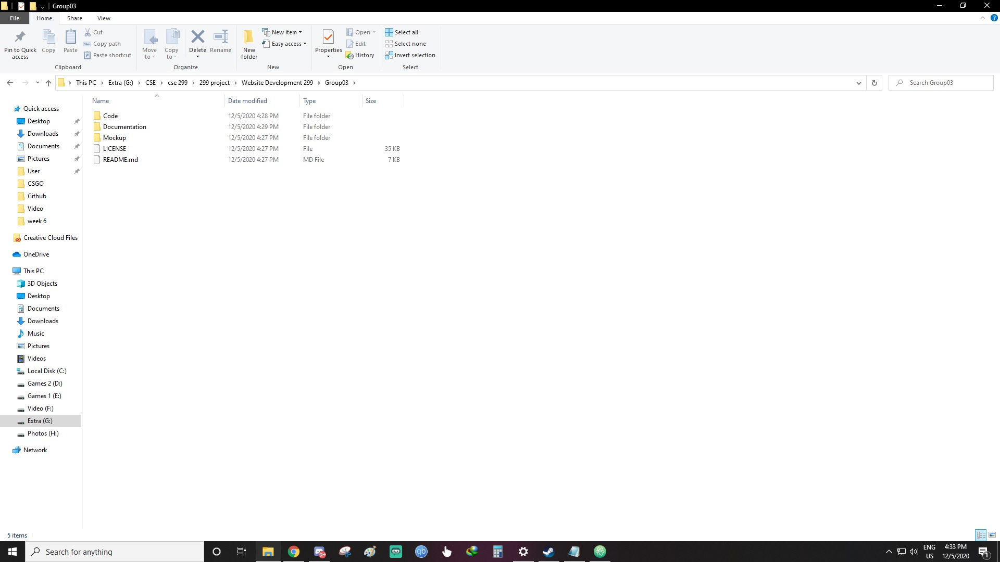 Group03
File Home Share View
Pin to Quick access
Copy
Paste
Cut
Copy path
Paste shortcut
Clipboard
Move to
Copy to
Delete
Rename
Organize
New folder
New item
Easy access
New
Properties
Open
Edit
History
Open
Select all
Select none
Invert selection
Select
This PC Extra (G:) CSE cse 299 299 project Website Development 299 Group03
Search Group03
Name Date modified Type Size
Code 12/5/2020 4:28 PM File folder
Documentation 12/5/2020 4:29 PM File folder
Mockup 12/5/2020 4:27 PM File folder
LICENSE 12/5/2020 4:27 PM File 35 KB
README.md 12/5/2020 4:27 PM MD File 7 KB
Quick access
Desktop
Downloads
Documents
Pictures
User
CSGO
Github
Video
week 6
Creative Cloud Files
OneDrive
This PC
3D Objects
Desktop
Documents
Downloads
Music
Pictures
Videos
Local Disk (C:)
Games 2 (D:)
Games 1 (E:)
Video (F:)
Extra (G:)
Photos (H:)
Network
5 items
Search for anything
9+
qb
ENG
US
4:33 PM
12/5/2020
1